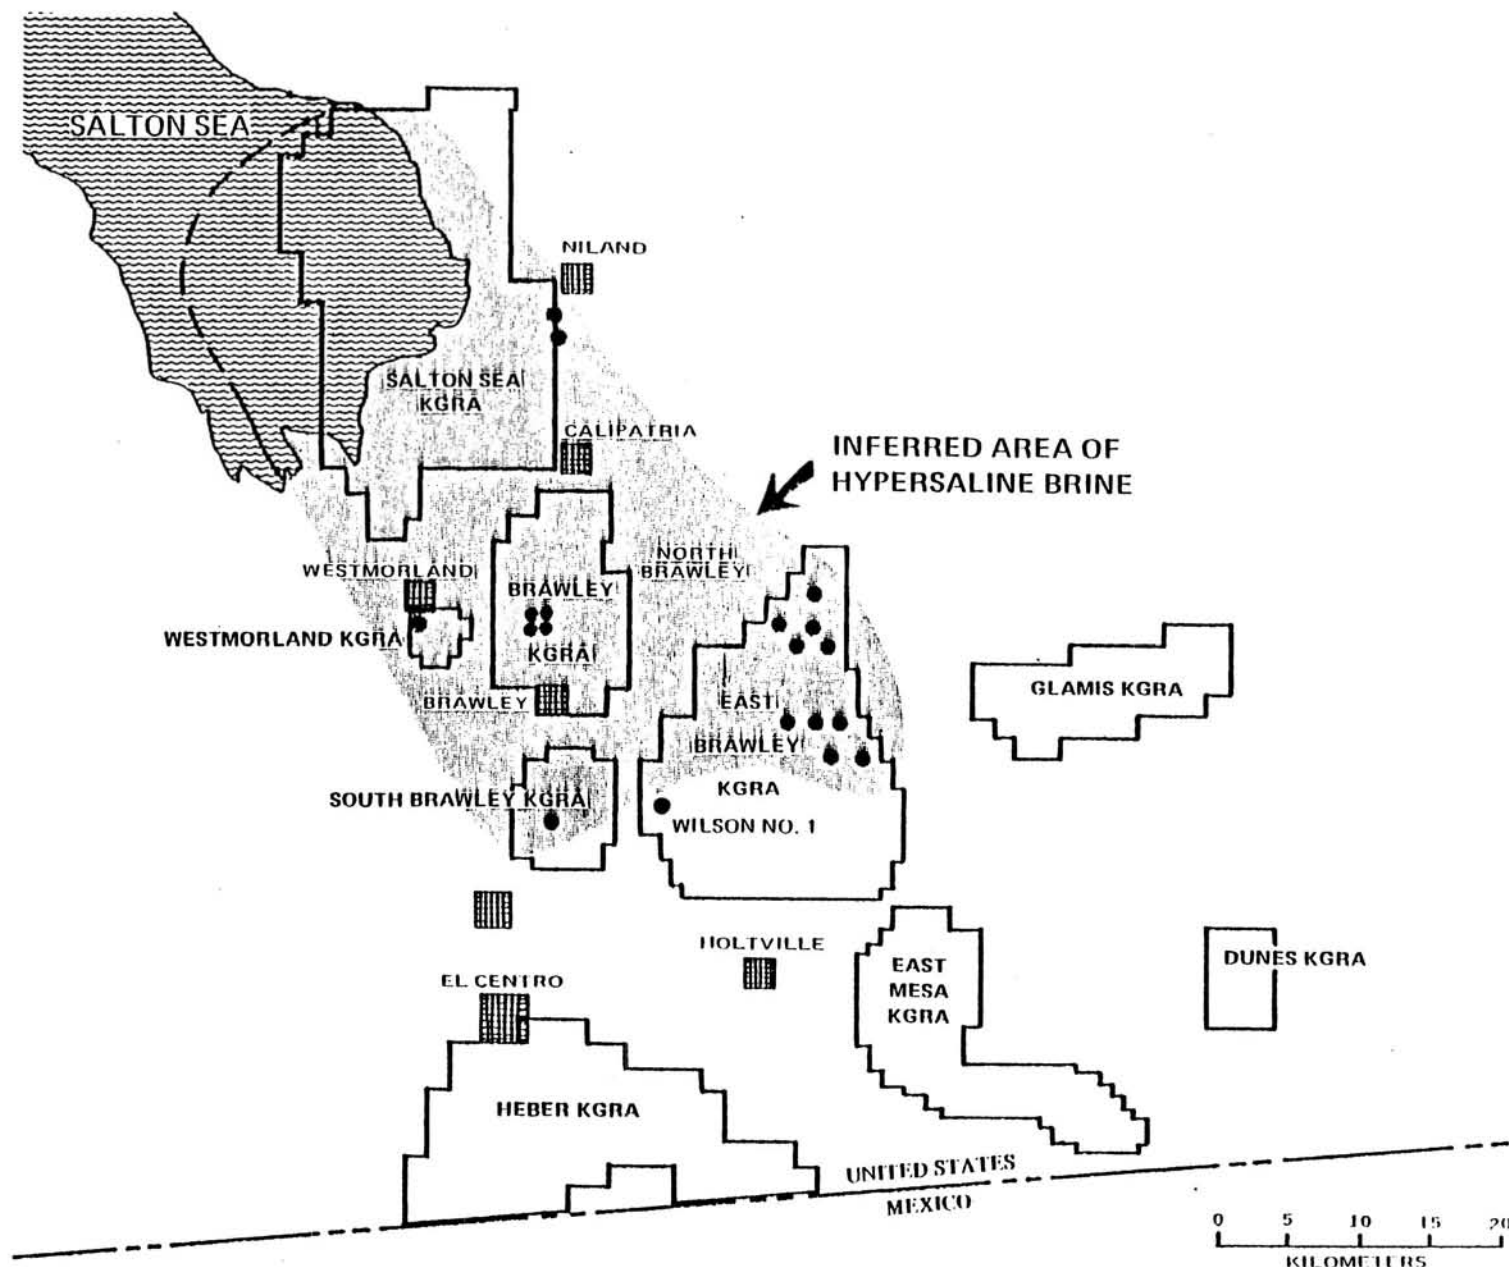 SALTON SEA
NILAND
SALTON SEA
KGRA
CALIPATRIA
INFERRED AREA OF
HYPERSALINE BRINE
NORTH
BRAWLEY
WESTMORLAND
BRAWLEY
KGRA
WESTMORLAND KGRA
GLAMIS KGRA
BRAWLEY
EAST
BRAWLEY
KGRA
SOUTH BRAWLEY KGRA
WILSON NO. 1
HOLTVILLE
EL CENTRO
EAST
MESA
KGRA
DUNES KGRA
HEBER KGRA
UNITED STATES
MEXICO
0 5 10 15 20
KILOMETERS